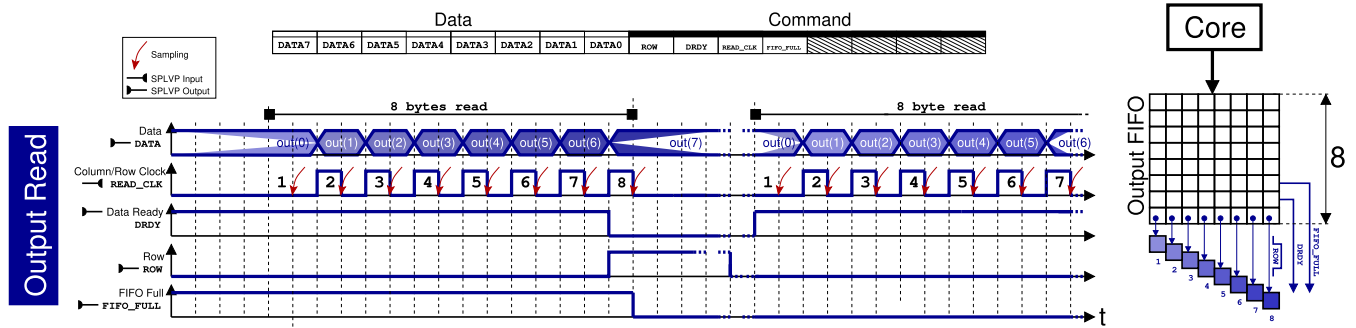 Data Command
DATA7 DATA6 DATA5 DATA4 DATA3 DATA2 DATA1 DATA0 ROW DRDY READ_CLK FIFO_FULL
Sampling
SPLVP Input
SPLVP Output
Output Read
8 bytes read 8 byte read
Data
DATA
out(0) out(1) out(2) out(3) out(4) out(5) out(6) out(7) out(0) out(1) out(2) out(3) out(4) out(5) out(6)
Column/Row Clock
READ_CLK
1 2 3 4 5 6 7 8 1 2 3 4 5 6 7
Data Ready
DRDY
Row
ROW
FIFO Full
FIFO_FULL
t
Core
Output FIFO
8
ROW
DRDY
FIFO_FULL
1 2 3 4 5 6 7 8